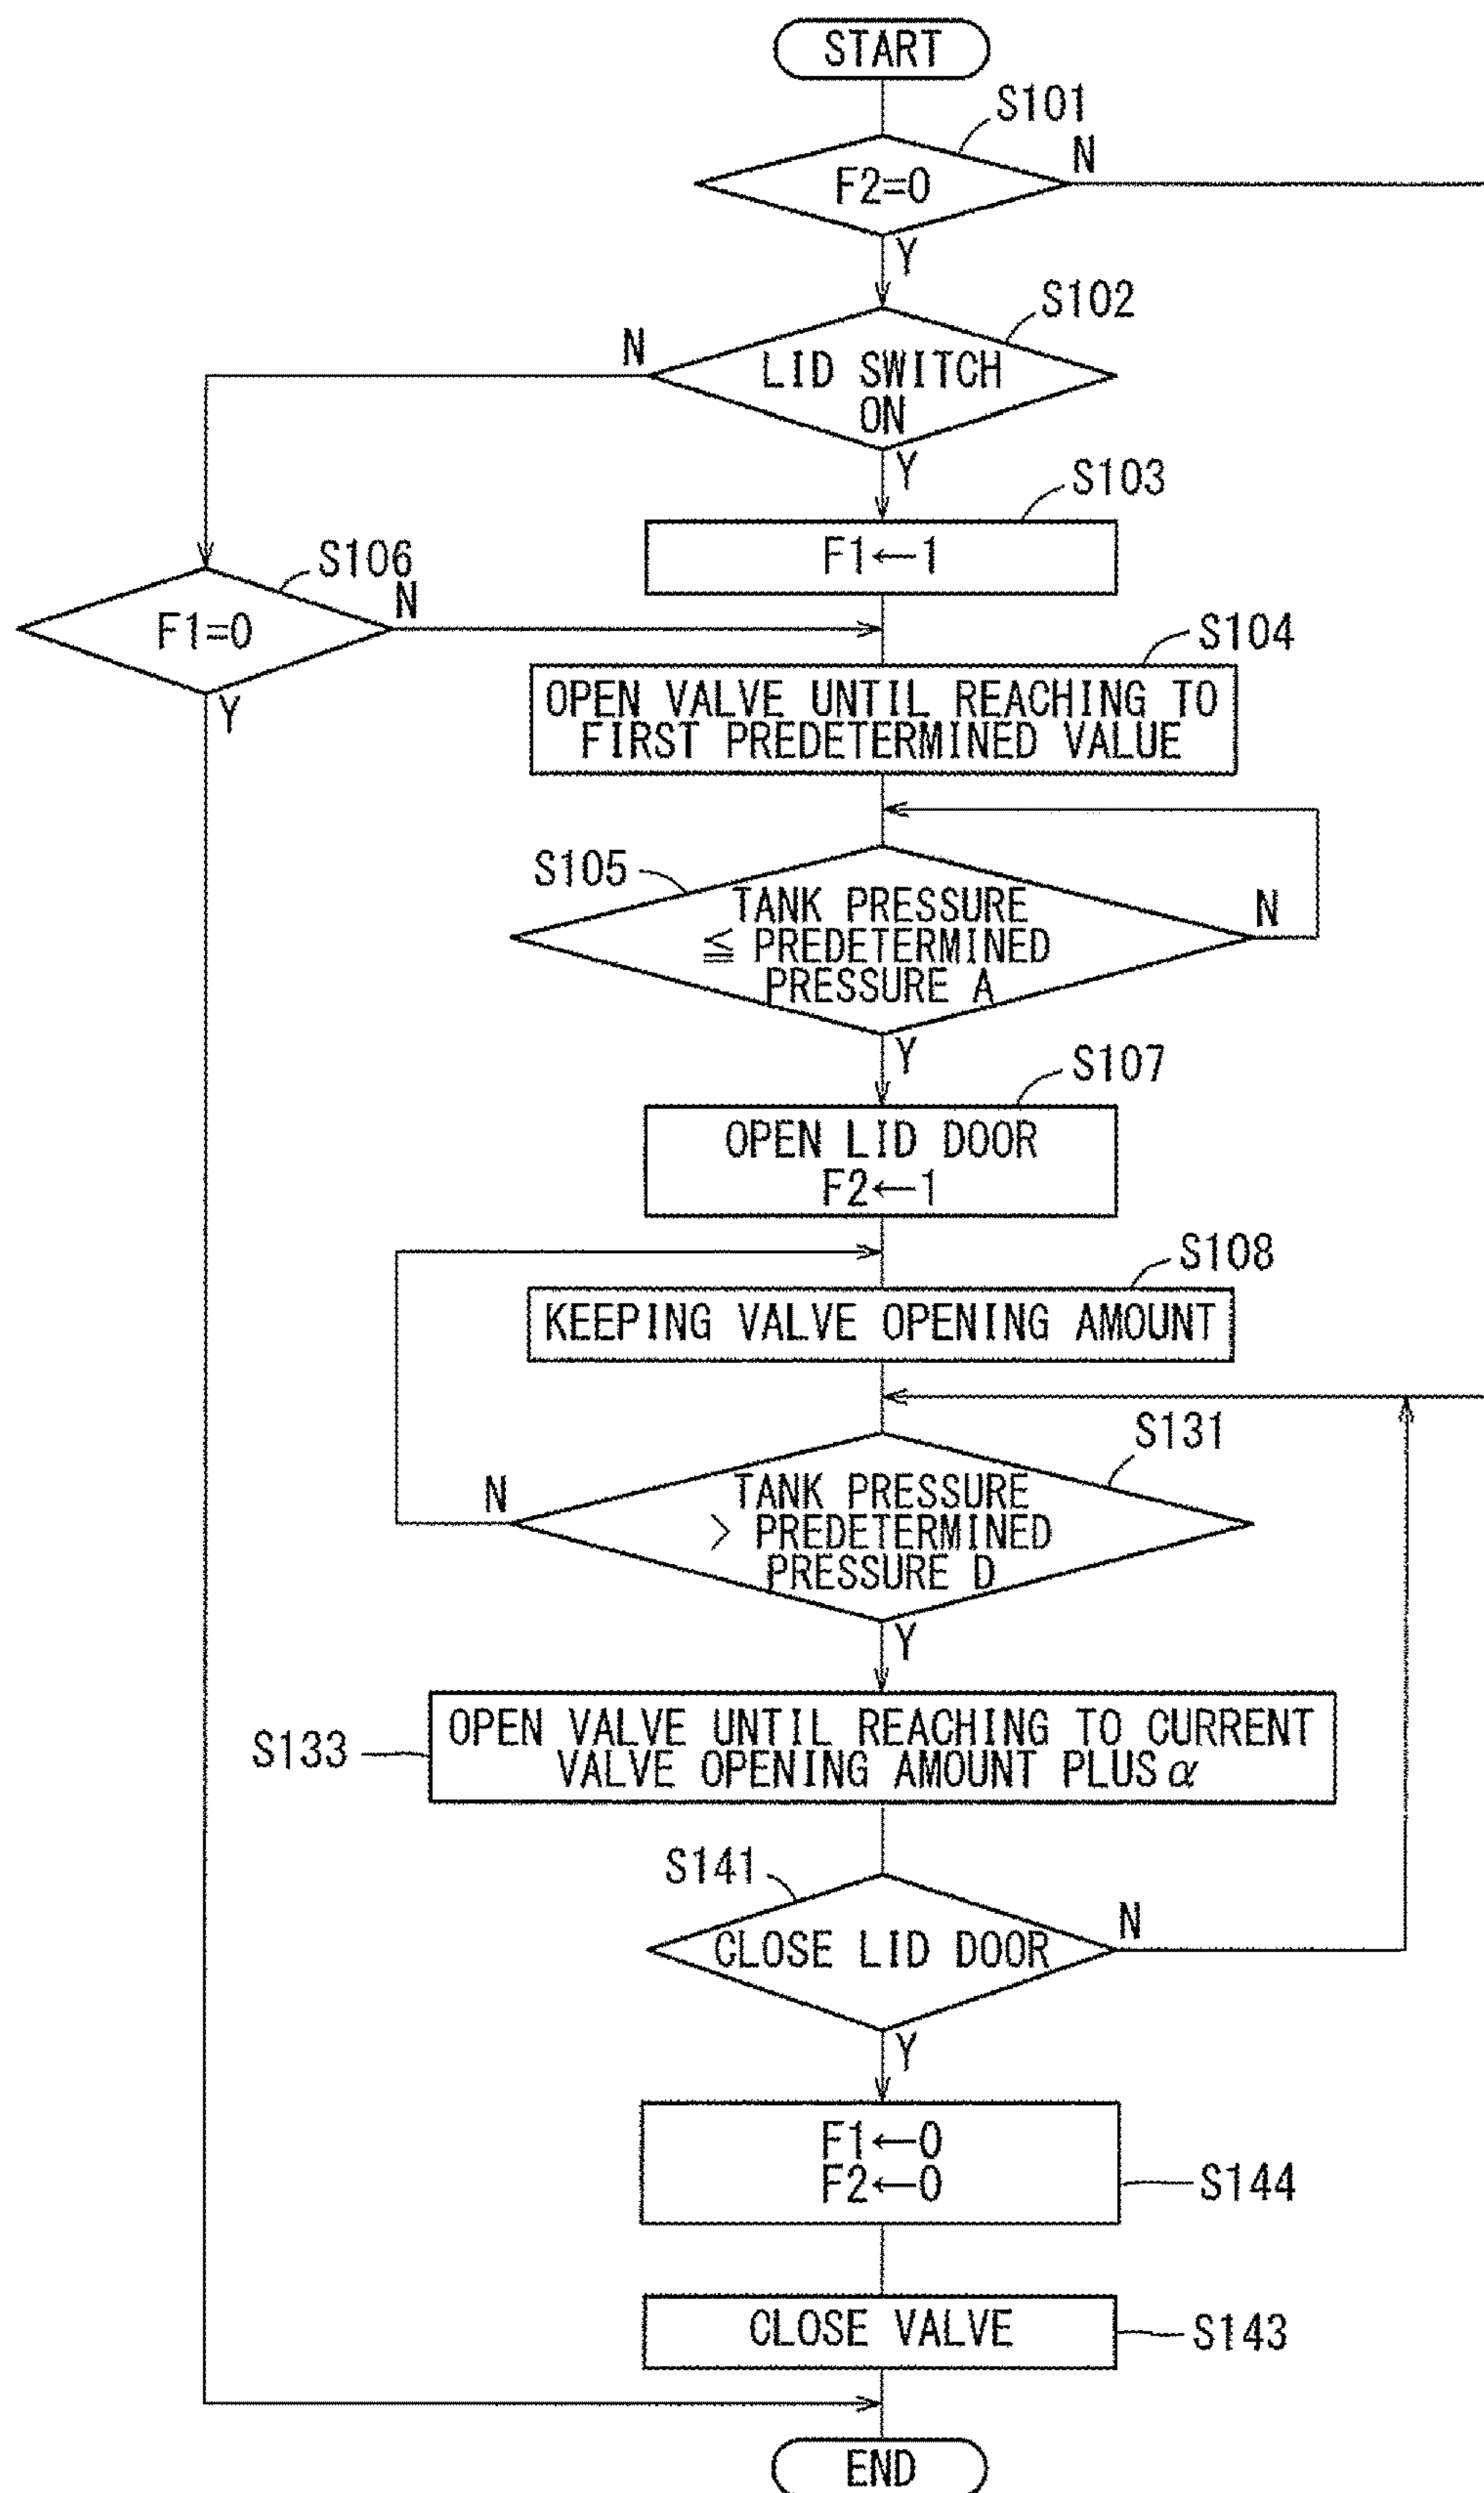 START
S101
F2=0
N
Y
S102
N
LID SWITCH
ON
Y
S103
F1←1
S106
F1=0
N
Y
S104
OPEN VALVE UNTIL REACHING TO
FIRST PREDETERMINED VALUE
S105
TANK PRESSURE
≦ PREDETERMINED
PRESSURE A
N
Y
S107
OPEN LID DOOR
F2←1
S108
KEEPING VALVE OPENING AMOUNT
S131
N
TANK PRESSURE
> PREDETERMINED
PRESSURE D
Y
S133
OPEN VALVE UNTIL REACHING TO CURRENT
VALVE OPENING AMOUNT PLUS α
S141
CLOSE LID DOOR
N
Y
F1←0
F2←0
S144
CLOSE VALVE
S143
END